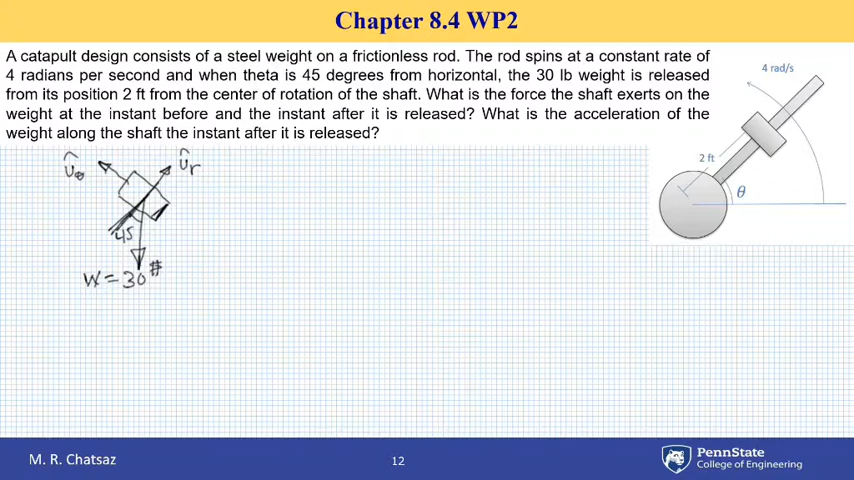 Chapter 8.4 WP2
A catapult design consists of a steel weight on a frictionless rod. The rod spins at a constant rate of
4 radians per second and when theta is 45 degrees from horizontal, the 30 lb weight is released
from its position 2 ft from the center of rotation of the shaft. What is the force the shaft exerts on the
weight at the instant before and the instant after it is released? What is the acceleration of the
weight along the shaft the instant after it is released?
4 rad/s
2 ft
θ
û_θ
û_r
45
W = 30#
M. R. Chatsaz
12
PennState
College of Engineering